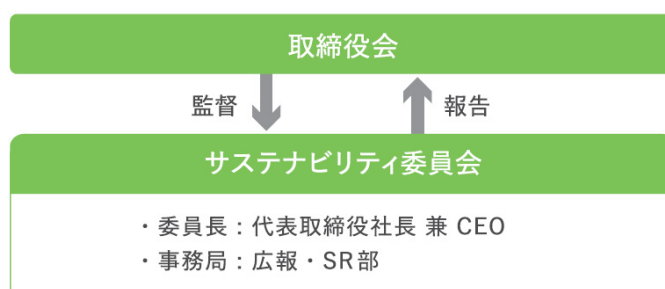 取締役会
監督
報告
サステナビリティ委員会
・委員長：代表取締役社長 兼 CEO
・事務局：広報・SR部